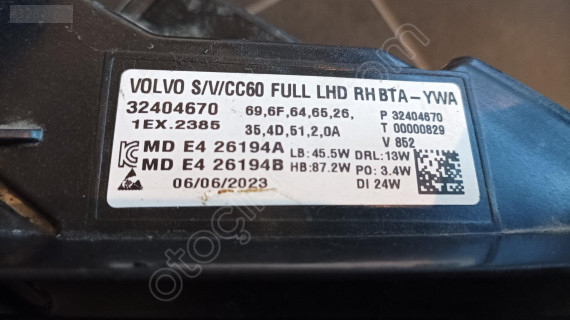 VOLVO S/V/CC60 FULL LHD RH BTA-YWA
32404670 69,6F,64,65,26, P 32404670
1EX.2385 35,4D,51,2,0A T 00000829
V 852
MD E4 26194A LB: 45.5W DRL: 13W
MD E4 26194B HB: 87.2W PO: 3.4W
06/06/2023 DI 24W